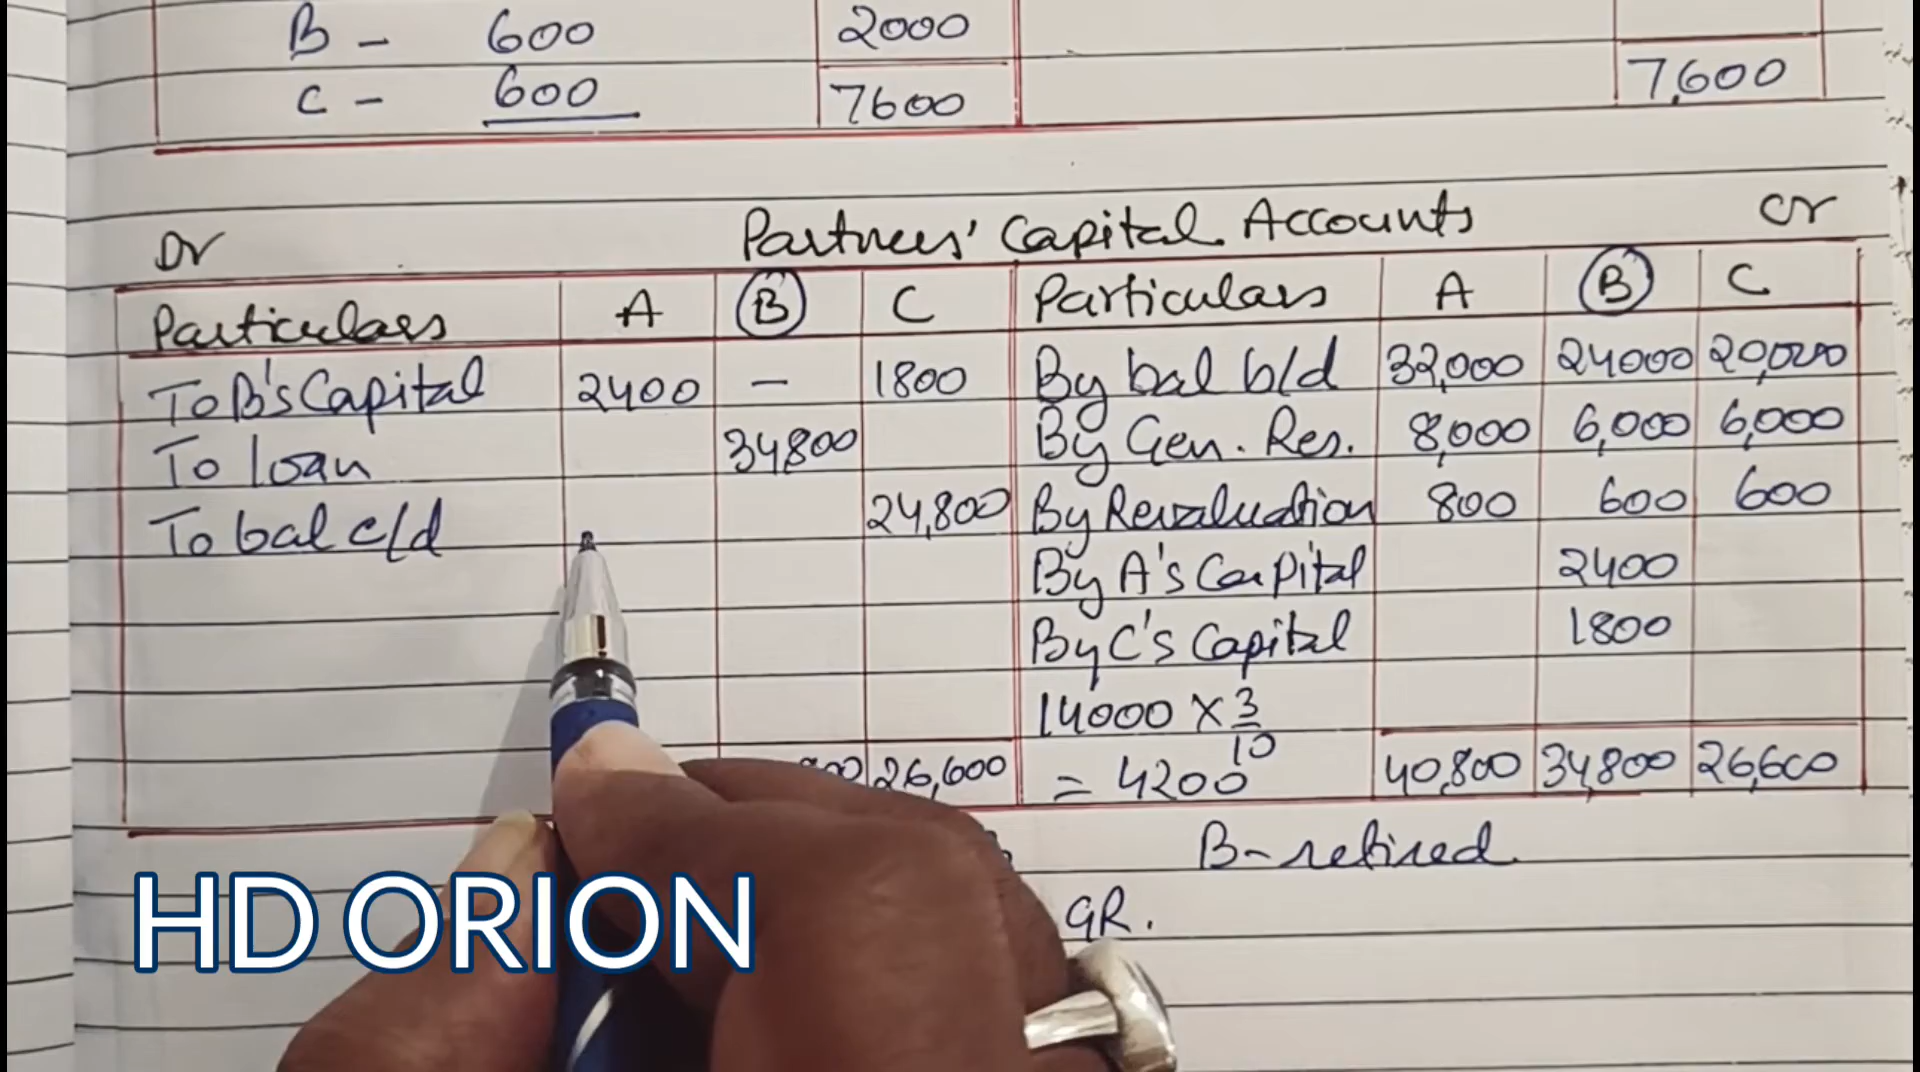 B - 600 2000
C - 600 7600 7,600
Dr Partners' Capital Accounts Cr
Particulars A B C Particulars A B C
To B's Capital 2400 - 1800 By bal b/d 32,000 24000 20,000
To loan 34800 By Gen. Res. 8,000 6,000 6,000
To bal c/d 24,800 By Revaluation 800 600 600
By A's Capital 2400
By C's Capital 1800
14000 × 3/10
26,600 = 4200 40,800 34,800 26,600
B - retired
GR.
HD ORION